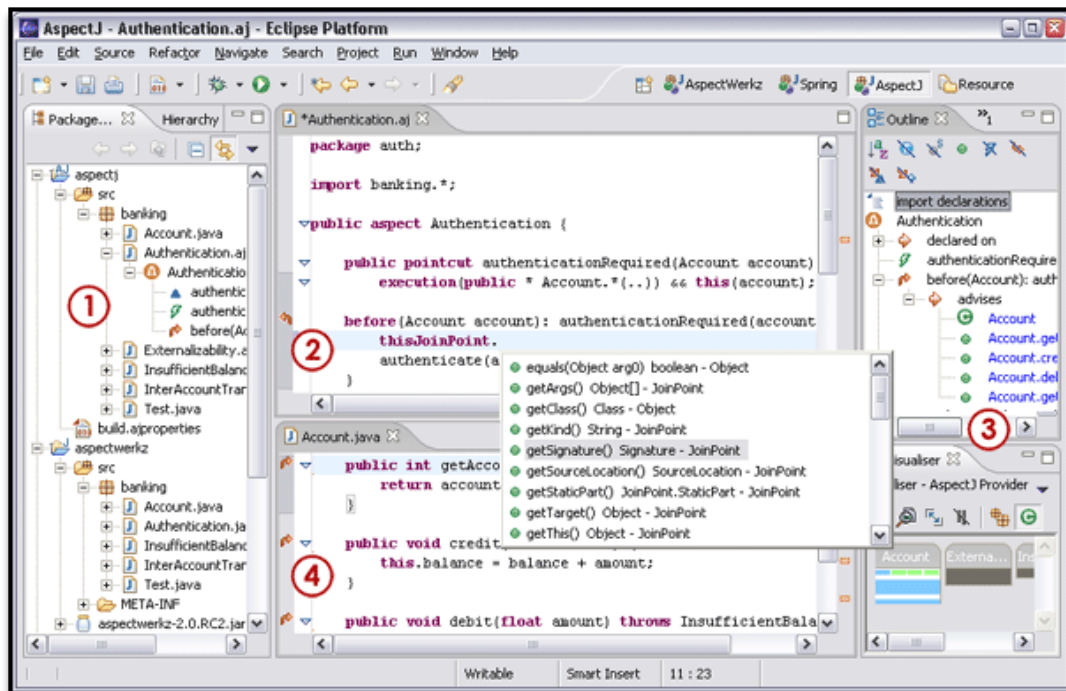 AspectJ - Authentication.aj - Eclipse Platform
File Edit Source Refactor Navigate Search Project Run Window Help
AspectWerkz Spring AspectJ Resource
Package... Hierarchy
aspectj
src
banking
Account.java
Authentication.aj
Authenticatio
authentic
authentic
before(Ac
Externalizability.a
InsufficientBalanc
InterAccountTran
Test.java
build.ajproperties
aspectwerkz
src
banking
Account.java
Authentication.ja
InsufficientBalanc
InterAccountTran
Test.java
META-INF
aspectwerkz-2.0.RC2.jar
1
*Authentication.aj
package auth;
import banking.*;
public aspect Authentication {
public pointcut authenticationRequired(Account account)
execution(public * Account.*(..)) && this(account);
before(Account account): authenticationRequired(account
thisJoinPoint.
authenticate(a
}
2
equals(Object arg0) boolean - Object
getArgs() Object[] - JoinPoint
getClass() Class - Object
getKind() String - JoinPoint
getSignature() Signature - JoinPoint
getSourceLocation() SourceLocation - JoinPoint
getStaticPart() JoinPoint.StaticPart - JoinPoint
getTarget() Object - JoinPoint
getThis() Object - JoinPoint
Account.java
public int getAcco
return account
}
public void credit(
this.balance = balance + amount;
}
public void debit(float amount) throws InsufficientBala
4
Outline »1
import declarations
Authentication
declared on
authenticationRequire
before(Account): auth
advises
Account
Account.get
Account.cre
Account.del
Account.get
3
isualiser
liser - AspectJ Provider
Account Externa... Ins
Writable Smart Insert 11 : 23